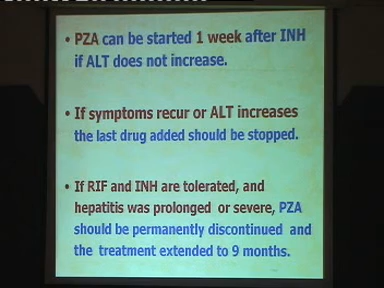 • PZA can be started 1 week after INH
if ALT does not increase.
• If symptoms recur or ALT increases
the last drug added should be stopped.
• If RIF and INH are tolerated, and
hepatitis was prolonged or severe, PZA
should be permanently discontinued and
the treatment extended to 9 months.